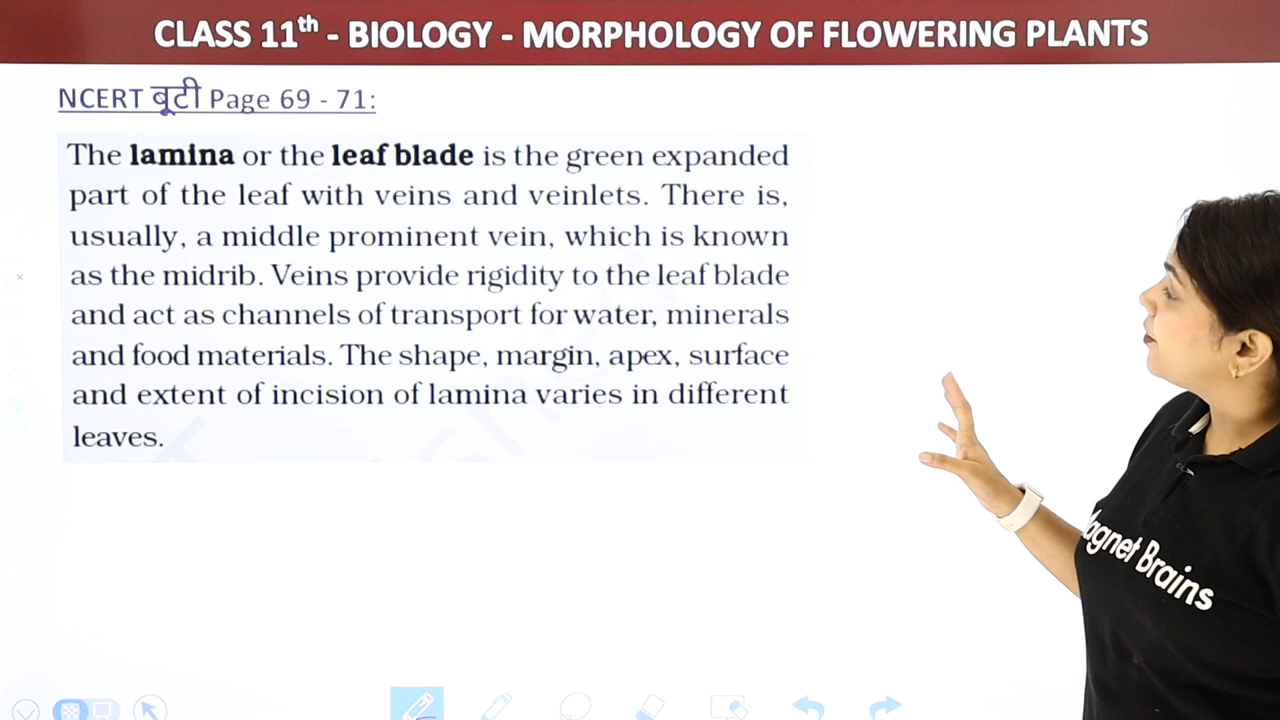 CLASS 11th - BIOLOGY - MORPHOLOGY OF FLOWERING PLANTS
NCERT बूटी Page 69 - 71:
The lamina or the leaf blade is the green expanded
part of the leaf with veins and veinlets. There is,
usually, a middle prominent vein, which is known
as the midrib. Veins provide rigidity to the leaf blade
and act as channels of transport for water, minerals
and food materials. The shape, margin, apex, surface
and extent of incision of lamina varies in different
leaves.
Magnet Brains